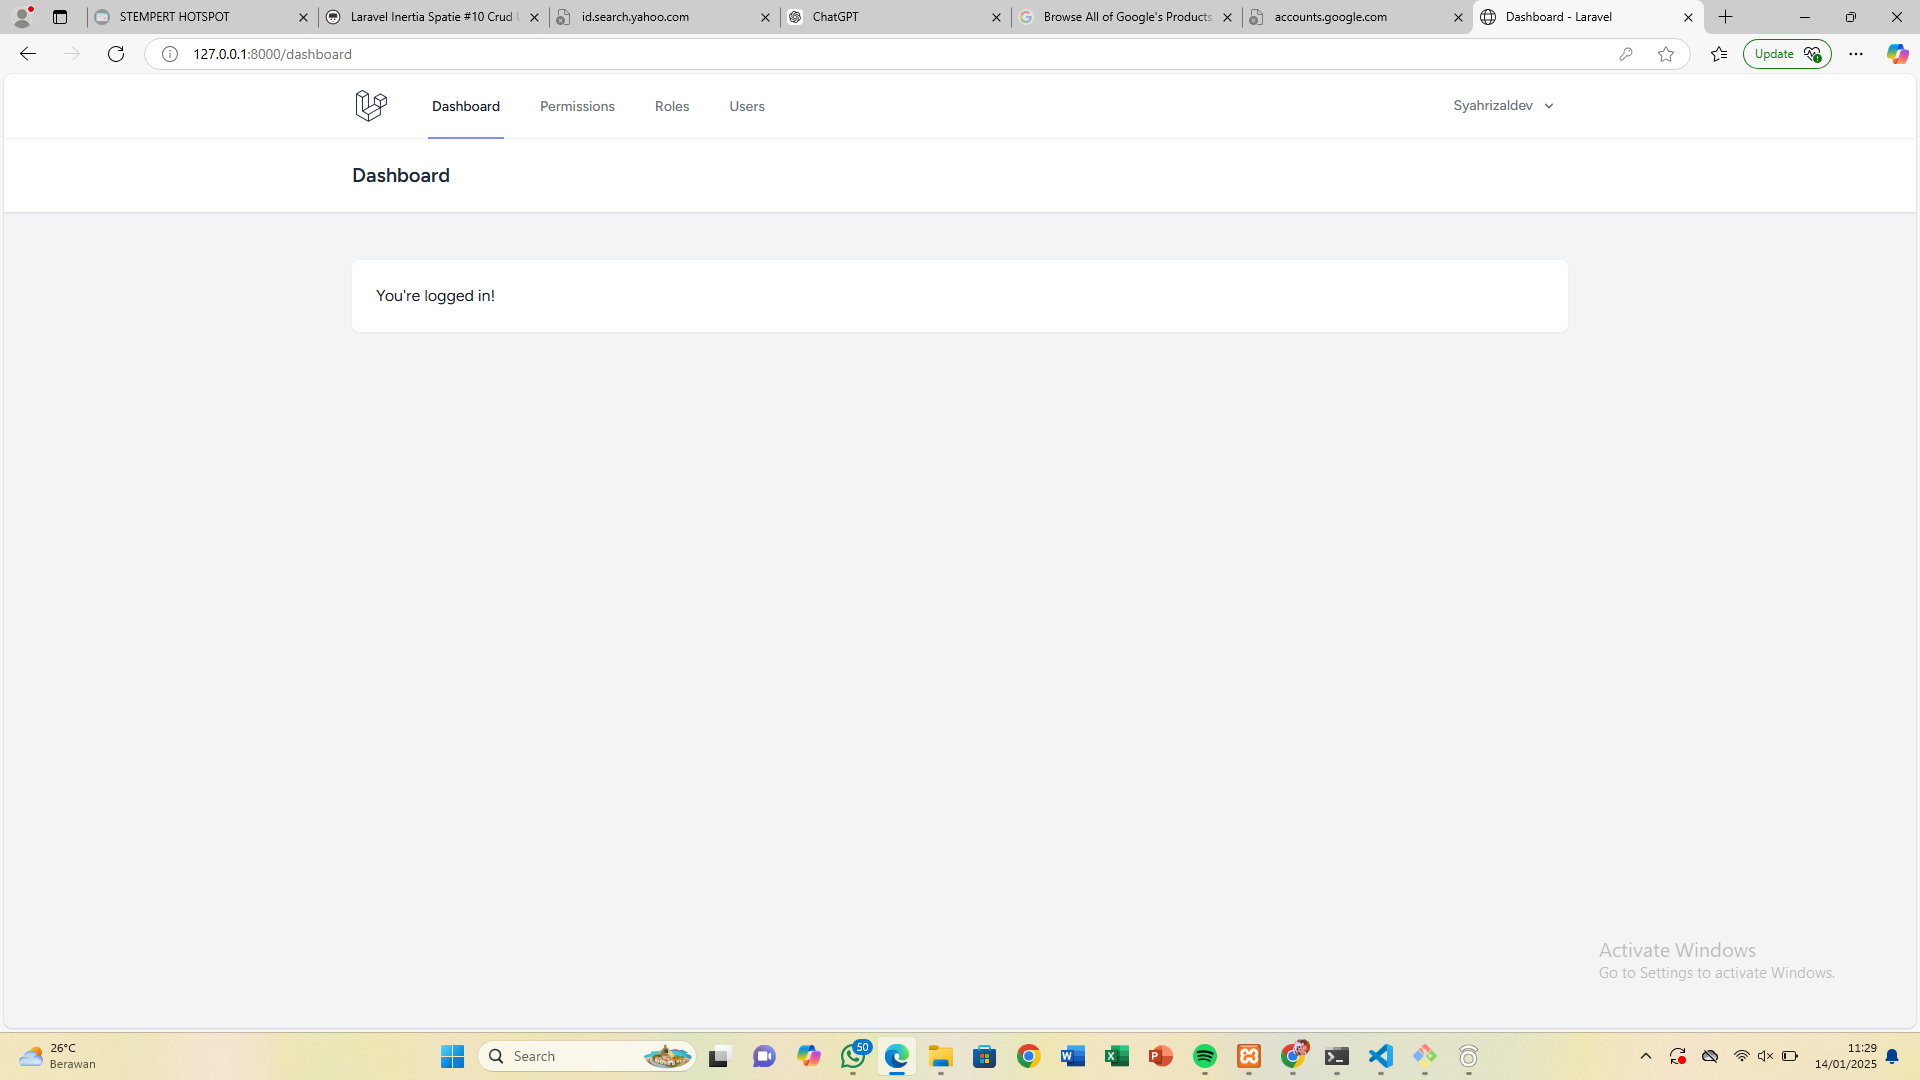 STEMPERT HOTSPOT
Laravel Inertia Spatie #10 Crud
id.search.yahoo.com
ChatGPT
Browse All of Google's Products
accounts.google.com
Dashboard - Laravel
127.0.0.1:8000/dashboard
Update
Dashboard
Permissions
Roles
Users
Syahrizaldev
Dashboard
You're logged in!
Activate Windows
Go to Settings to activate Windows.
26°C
Berawan
Search
50
11:29
14/01/2025